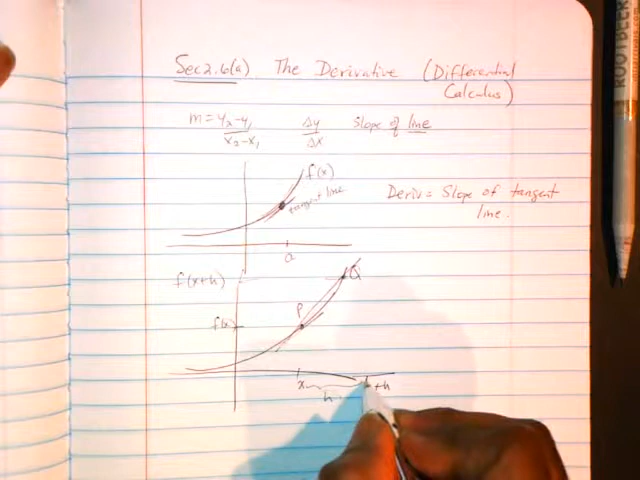 Sec 2.6(a) The Derivative (Differential
Calculus)
m = y₂-y₁ / x₂-x₁ Δy / Δx Slope of line
f(x)
tangent line
Deriv = Slope of tangent
line.
a
f(x+h)
Q
P
f(x)
x x+h
h
ROOTBEER